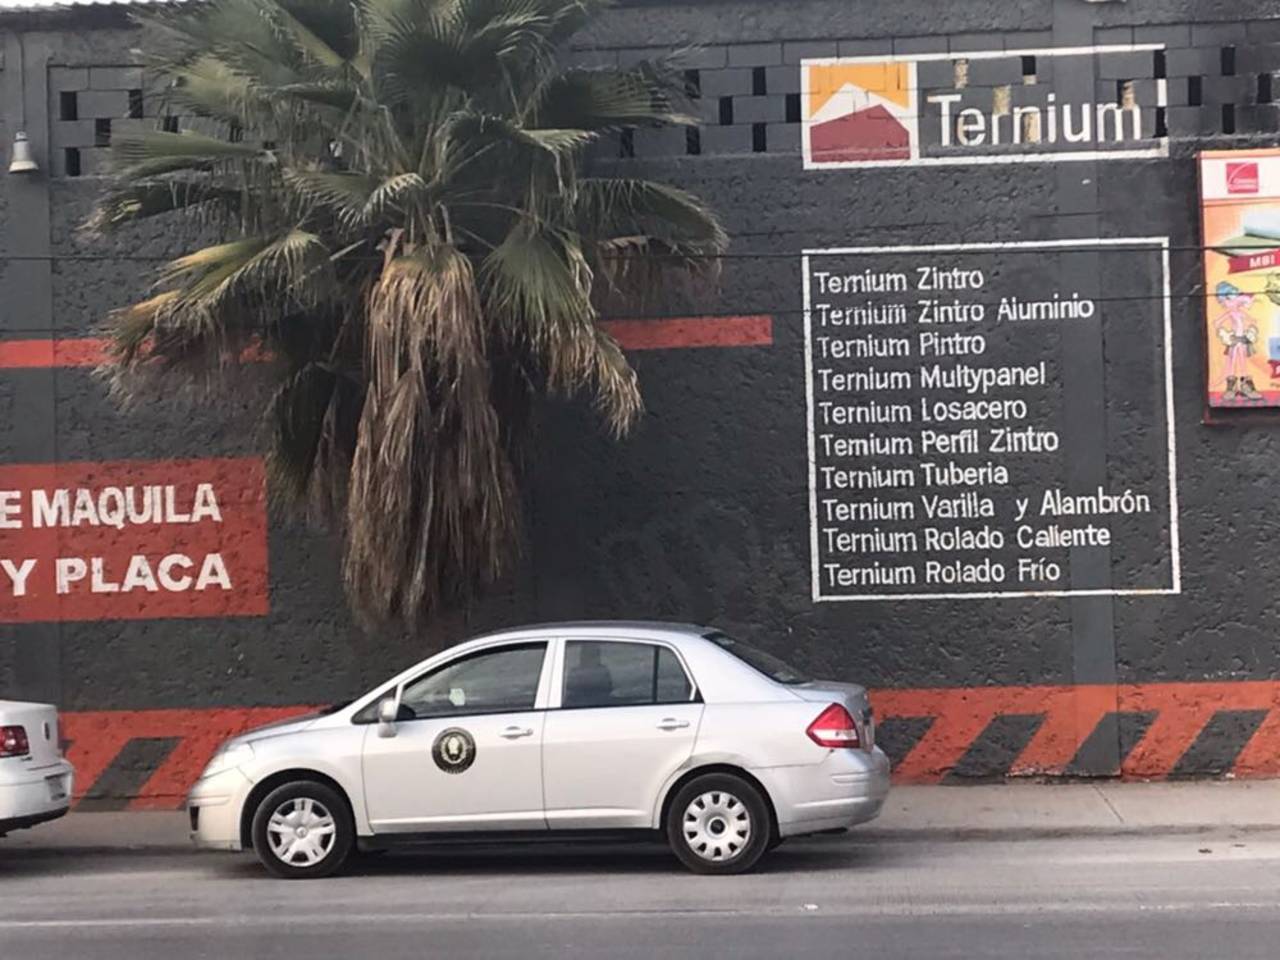 Ternium
MBI
Ternium Zintro
Ternium Zintro Aluminio
Ternium Pintro
Ternium Multypanel
Ternium Losacero
Ternium Perfil Zintro
Ternium Tuberia
Ternium Varilla y Alambrón
Ternium Rolado Caliente
Ternium Rolado Frío
E MAQUILA
Y PLACA